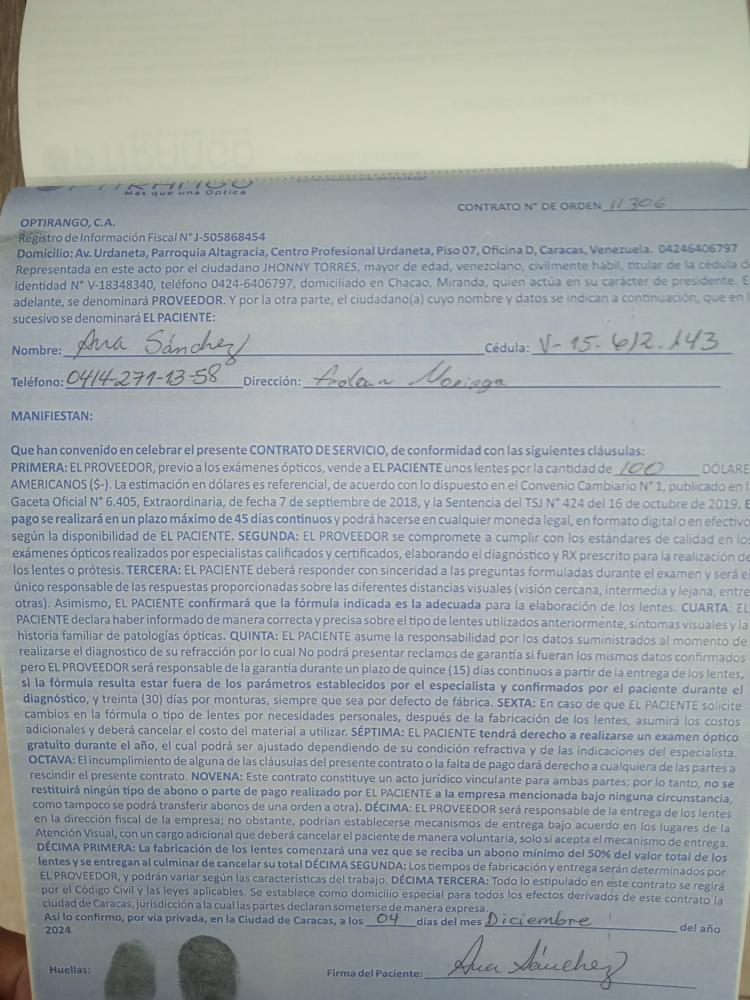 Más que una Óptica
CONTRATO N° DE ORDEN 11306
OPTIRANGO, C.A.
Registro de Información Fiscal N° J-505868454
Domicilio: Av. Urdaneta, Parroquia Altagracia, Centro Profesional Urdaneta, Piso 07, Oficina D, Caracas, Venezuela. 04246406797
Representada en este acto por el ciudadano JHONNY TORRES, mayor de edad, venezolano, civilmente hábil, titular de la cédula d
identidad N° V-18348340, teléfono 0424-6406797, domiciliado en Chacao, Miranda, quien actúa en su carácter de presidente. E
adelante, se denominará PROVEEDOR. Y por la otra parte, el ciudadano(a) cuyo nombre y datos se indican a continuación, que en l
sucesivo se denominará EL PACIENTE:
Nombre: Ana Sánchez Cédula: V-15.612.143
Teléfono: 0414-271-13-58 Dirección:
MANIFIESTAN:
Que han convenido en celebrar el presente CONTRATO DE SERVICIO, de conformidad con las siguientes cláusulas:
PRIMERA: EL PROVEEDOR, previo a los exámenes ópticos, vende a EL PACIENTE unos lentes por la cantidad de 100 DÓLARE
AMERICANOS ($-). La estimación en dólares es referencial, de acuerdo con lo dispuesto en el Convenio Cambiario N° 1, publicado en l
Gaceta Oficial N° 6.405, Extraordinaria, de fecha 7 de septiembre de 2018, y la Sentencia del TSJ N° 424 del 16 de octubre de 2019. E
pago se realizará en un plazo máximo de 45 días continuos y podrá hacerse en cualquier moneda legal, en formato digital o en efectivo
según la disponibilidad de EL PACIENTE. SEGUNDA: EL PROVEEDOR se compromete a cumplir con los estándares de calidad en lo
exámenes ópticos realizados por especialistas calificados y certificados, elaborando el diagnóstico y RX prescrito para la realización de
los lentes o prótesis. TERCERA: EL PACIENTE deberá responder con sinceridad a las preguntas formuladas durante el examen y será el
único responsable de las respuestas proporcionadas sobre las diferentes distancias visuales (visión cercana, intermedia y lejana, entre
otras). Asimismo, EL PACIENTE confirmará que la fórmula indicada es la adecuada para la elaboración de los lentes. CUARTA: EL
PACIENTE declara haber informado de manera correcta y precisa sobre el tipo de lentes utilizados anteriormente, síntomas visuales y la
historia familiar de patologías ópticas. QUINTA: EL PACIENTE asume la responsabilidad por los datos suministrados al momento de
realizarse el diagnostico de su refracción por lo cual No podrá presentar reclamos de garantía si fueran los mismos datos confirmados
pero EL PROVEEDOR será responsable de la garantía durante un plazo de quince (15) días continuos a partir de la entrega de los lentes,
si la fórmula resulta estar fuera de los parámetros establecidos por el especialista y confirmados por el paciente durante el
diagnóstico, y treinta (30) días por monturas, siempre que sea por defecto de fábrica. SEXTA: En caso de que EL PACIENTE solicite
cambios en la fórmula o tipo de lentes por necesidades personales, después de la fabricación de los lentes, asumirá los costos
adicionales y deberá cancelar el costo del material a utilizar. SÉPTIMA: EL PACIENTE tendrá derecho a realizarse un examen óptico
gratuito durante el año, el cual podrá ser ajustado dependiendo de su condición refractiva y de las indicaciones del especialista.
OCTAVA: El incumplimiento de alguna de las cláusulas del presente contrato o la falta de pago dará derecho a cualquiera de las partes a
rescindir el presente contrato. NOVENA: Este contrato constituye un acto jurídico vinculante para ambas partes; por lo tanto, no se
restituirá ningún tipo de abono o parte de pago realizado por EL PACIENTE a la empresa mencionada bajo ninguna circunstancia,
como tampoco se podrá transferir abonos de una orden a otra). DÉCIMA: EL PROVEEDOR será responsable de la entrega de los lentes
en la dirección fiscal de la empresa; no obstante, podrían establecerse mecanismos de entrega bajo acuerdo en los lugares de la
Atención Visual, con un cargo adicional que deberá cancelar el paciente de manera voluntaria, solo si acepta el mecanismo de entrega.
DÉCIMA PRIMERA: La fabricación de los lentes comenzará una vez que se reciba un abono mínimo del 50% del valor total de los
lentes y se entregan al culminar de cancelar su total DÉCIMA SEGUNDA: Los tiempos de fabricación y entrega serán determinados por
EL PROVEEDOR, y podrán variar según las características del trabajo. DÉCIMA TERCERA: Todo lo estipulado en este contrato se regirá
por el Código Civil y las leyes aplicables. Se establece como domicilio especial para todos los efectos derivados de este contrato la
ciudad de Caracas, jurisdicción a la cual las partes declaran someterse de manera expresa.
Así lo confirmo, por vía privada, en la Ciudad de Caracas, a los 04 días del mes Diciembre del año
2024
Huellas: Firma del Paciente: Ana Sánchez